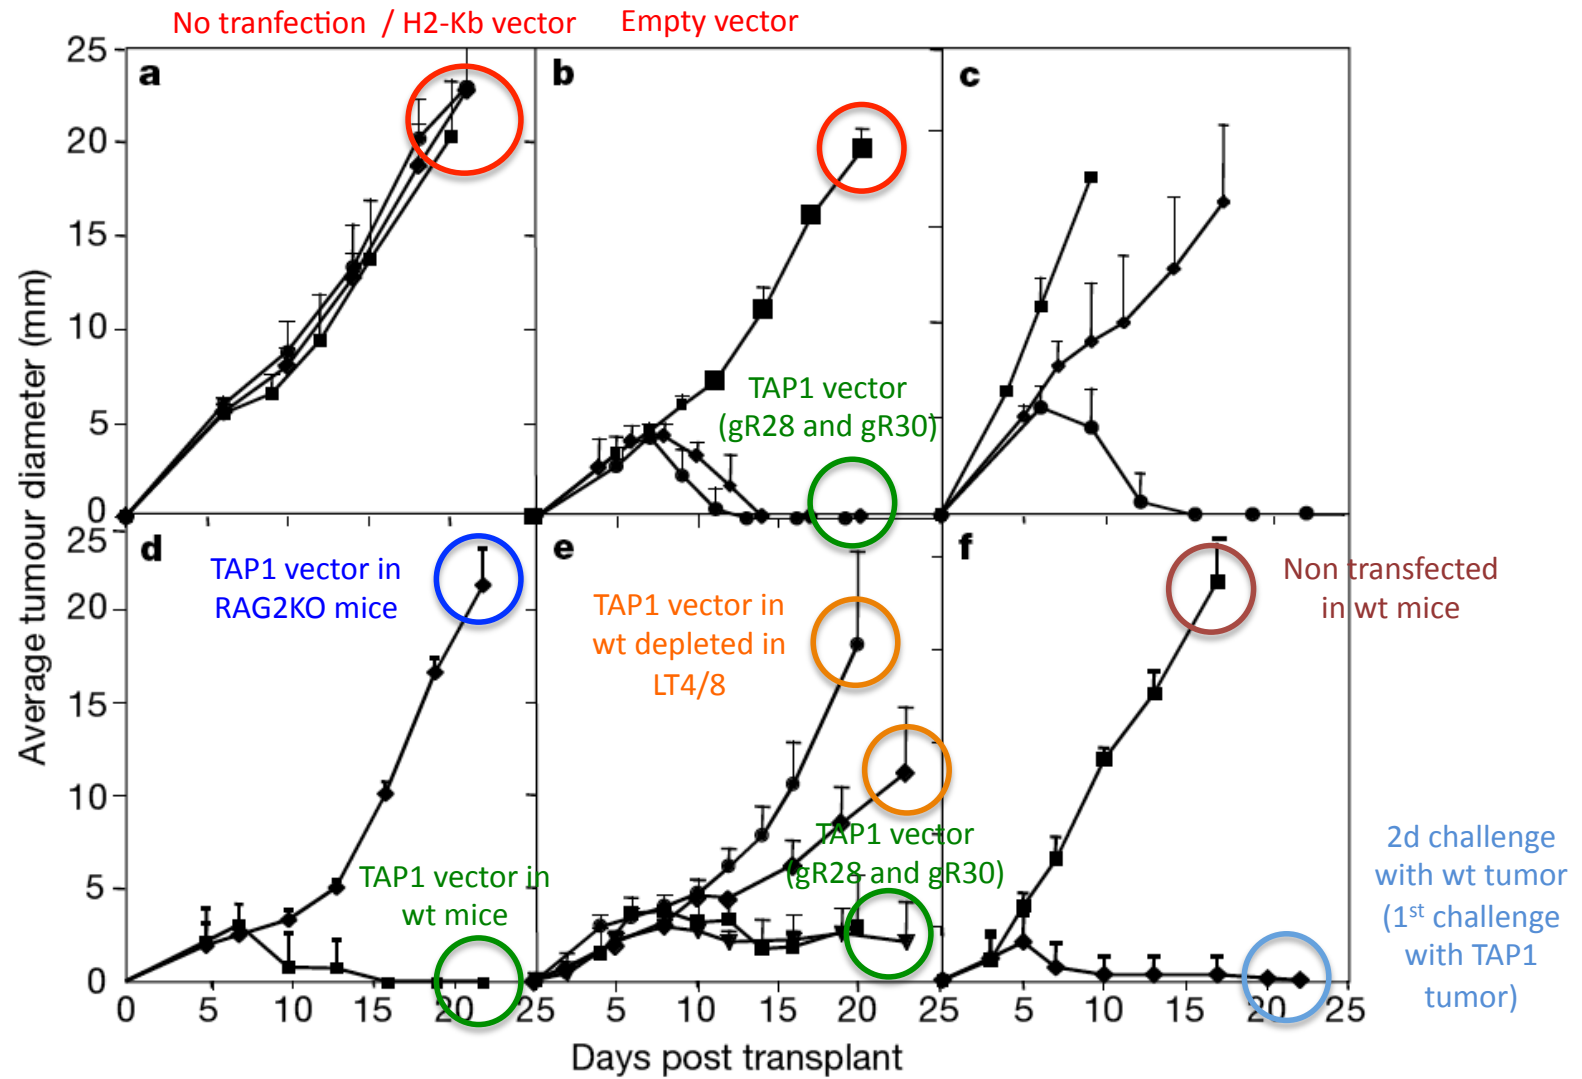 No tranfection / H2-Kb vector
Empty vector
a
b
c
25
20
15
10
5
0
TAP1 vector
(gR28 and gR30)
d
e
f
25
20
15
10
5
0
TAP1 vector in
RAG2KO mice
TAP1 vector in
wt mice
TAP1 vector in
wt depleted in
LT4/8
TAP1 vector
(gR28 and gR30)
Non transfected
in wt mice
2d challenge
with wt tumor
(1st challenge
with TAP1
tumor)
0 5 10 15 20 25 5 10 15 20 25 5 10 15 20 25
Average tumour diameter (mm)
Days post transplant